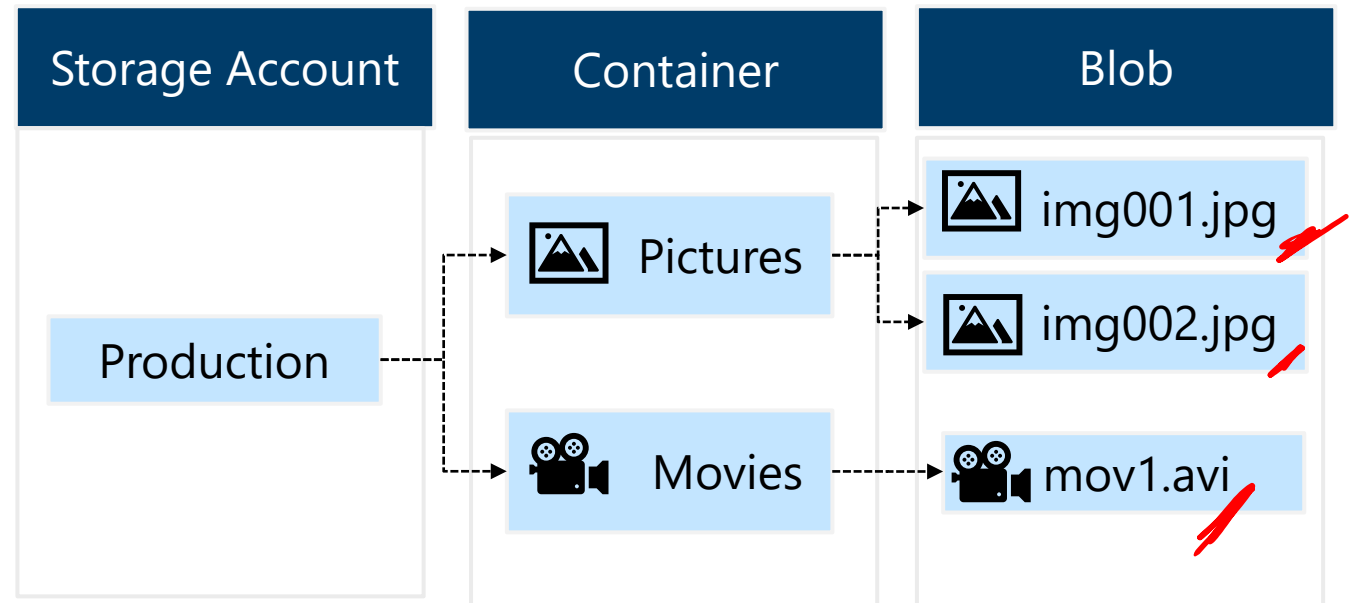 Storage Account
Container
Blob
Production
Pictures
Movies
img001.jpg
img002.jpg
mov1.avi